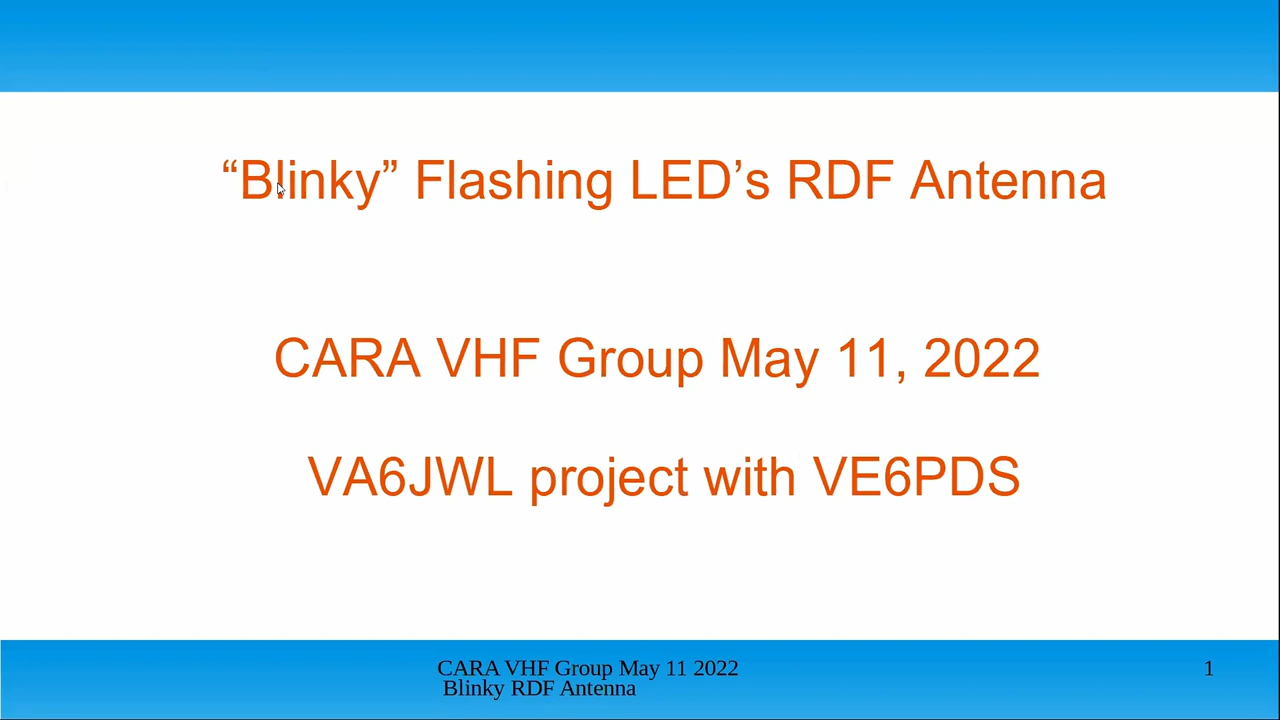 “Blinky” Flashing LED’s RDF Antenna
CARA VHF Group May 11, 2022
VA6JWL project with VE6PDS
CARA VHF Group May 11 2022
Blinky RDF Antenna
1